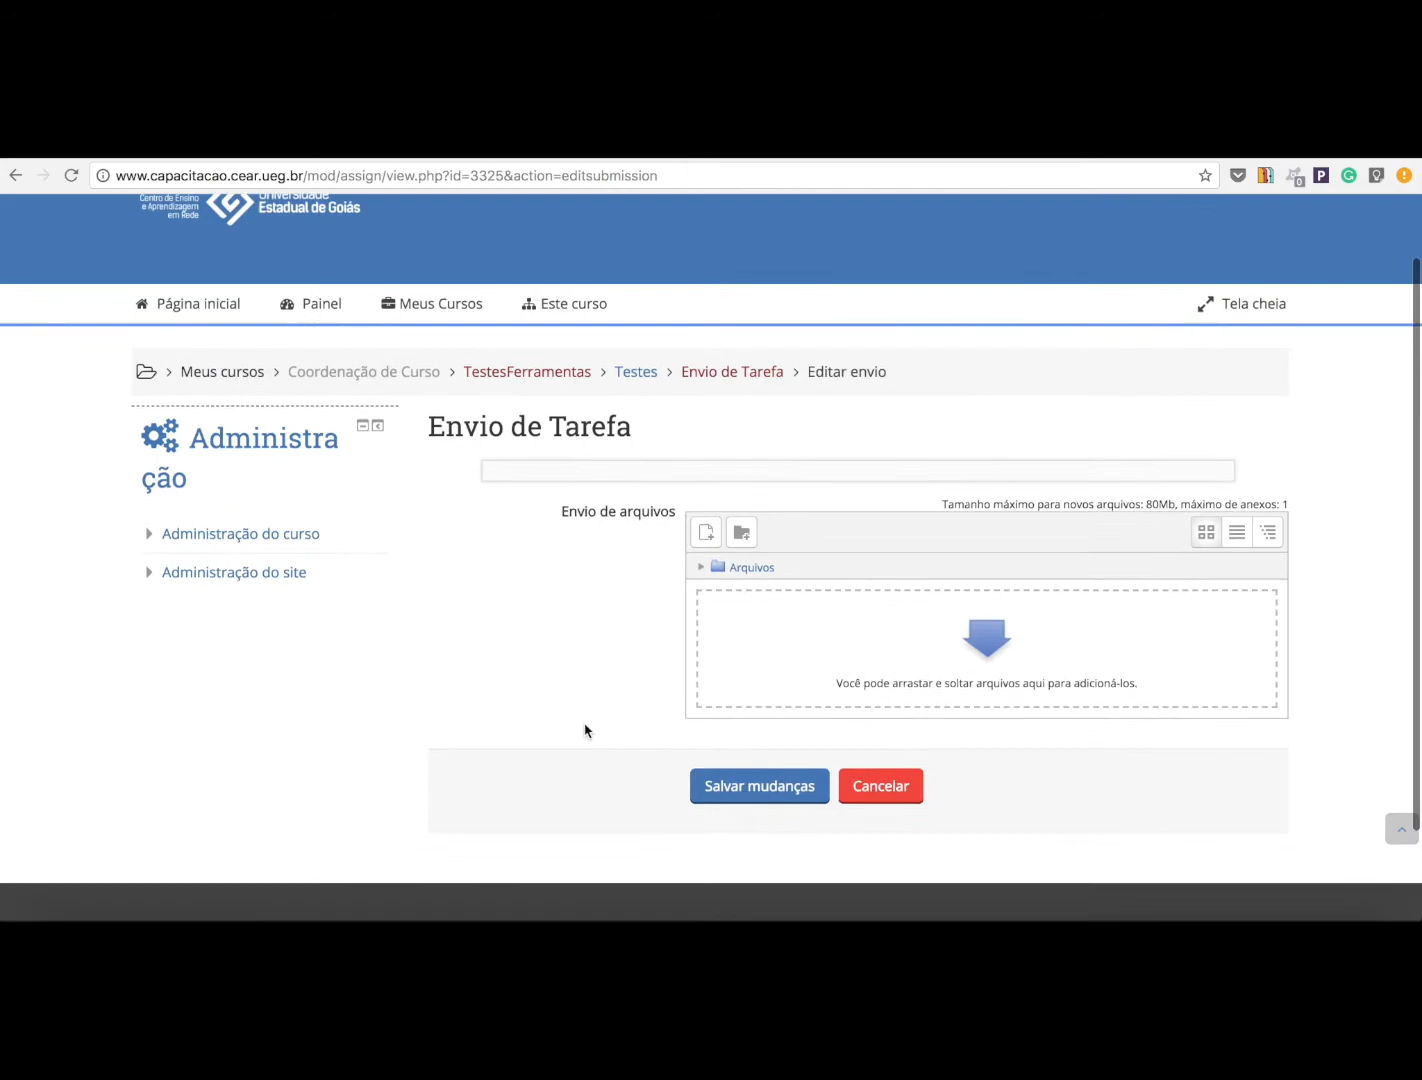 www.capacitacao.cear.ueg.br/mod/assign/view.php?id=3325&action=editsubmission
Centro de Ensino
e Aprendizagem
em Rede
Universidade
Estadual de Goiás
Página inicial
Painel
Meus Cursos
Este curso
Tela cheia
> Meus cursos > Coordenação de Curso > TestesFerramentas > Testes > Envio de Tarefa > Editar envio
Administra
ção
Administração do curso
Administração do site
Envio de Tarefa
Tamanho máximo para novos arquivos: 80Mb, máximo de anexos: 1
Envio de arquivos
Arquivos
Você pode arrastar e soltar arquivos aqui para adicioná-los.
Salvar mudanças
Cancelar